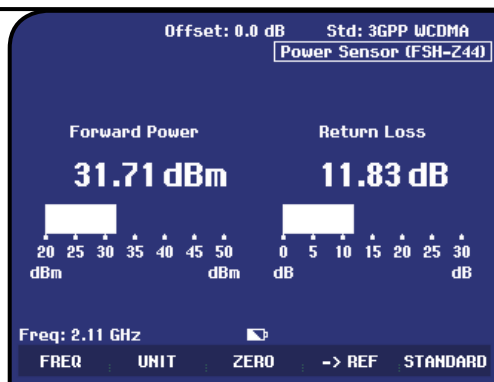 Offset: 0.0 dB Std: 3GPP WCDMA
Power Sensor (FSH-Z44)
Forward Power Return Loss
31.71 dBm 11.83 dB
20 25 30 35 40 45 50 0 5 10 15 20 25 30
dBm dBm dB dB
Freq: 2.11 GHz
FREQ UNIT ZERO -> REF STANDARD